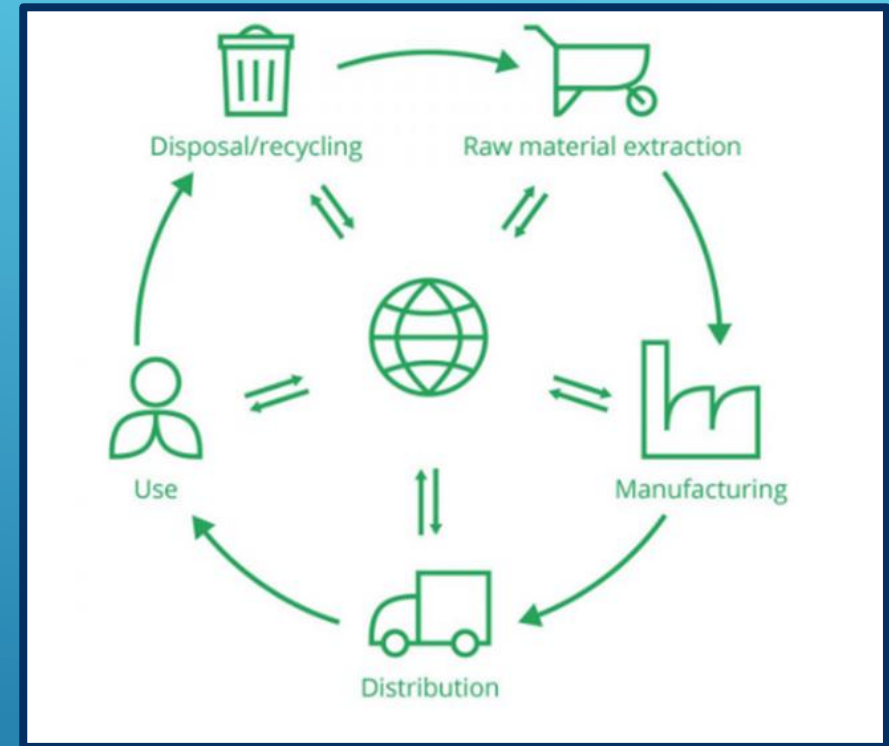 Disposal/recycling
Raw material extraction
Use
Manufacturing
Distribution